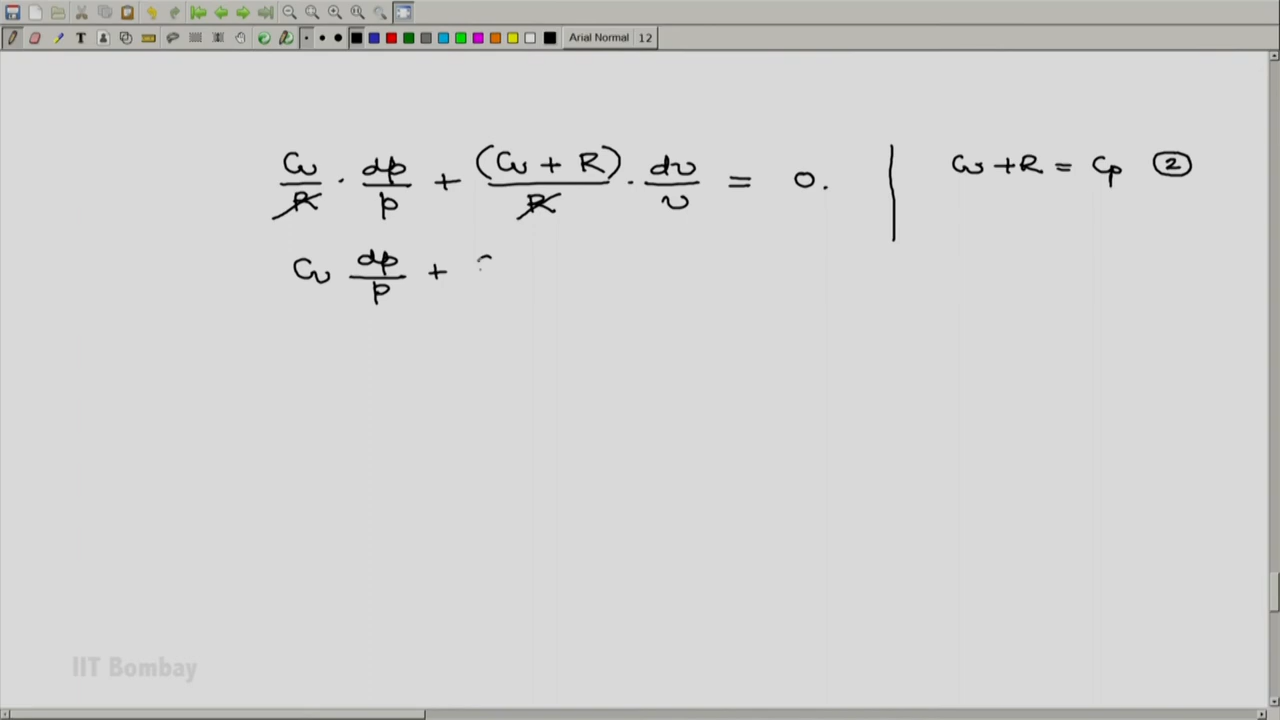 Arial Normal 12
Cv/R · dp/p + (Cv + R)/R · dv/v = 0.
Cv + R = Cp ②
Cv dp/p +
IIT Bombay